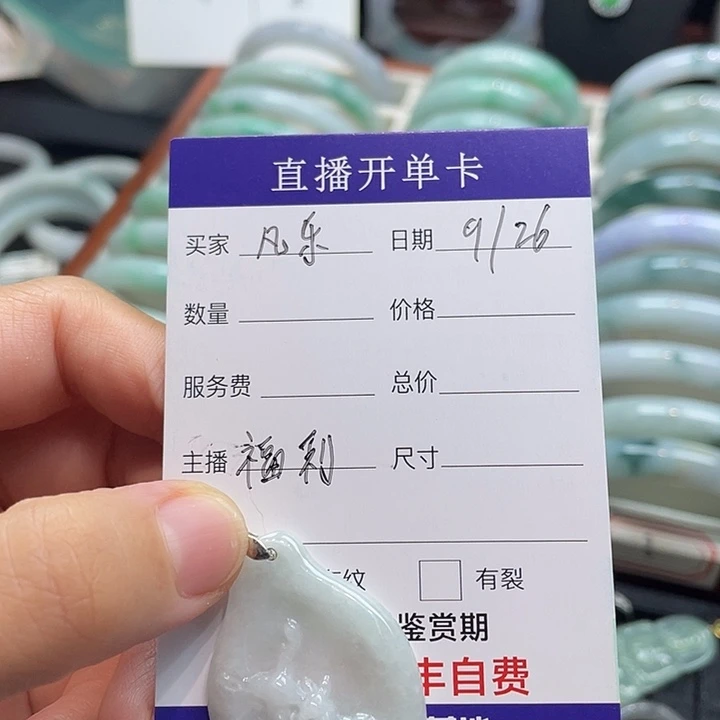 直播开单卡
买家 凡乐 日期 9/26
数量 价格
服务费 总价
主播 福利 尺寸
纹 有裂
鉴赏期
自费